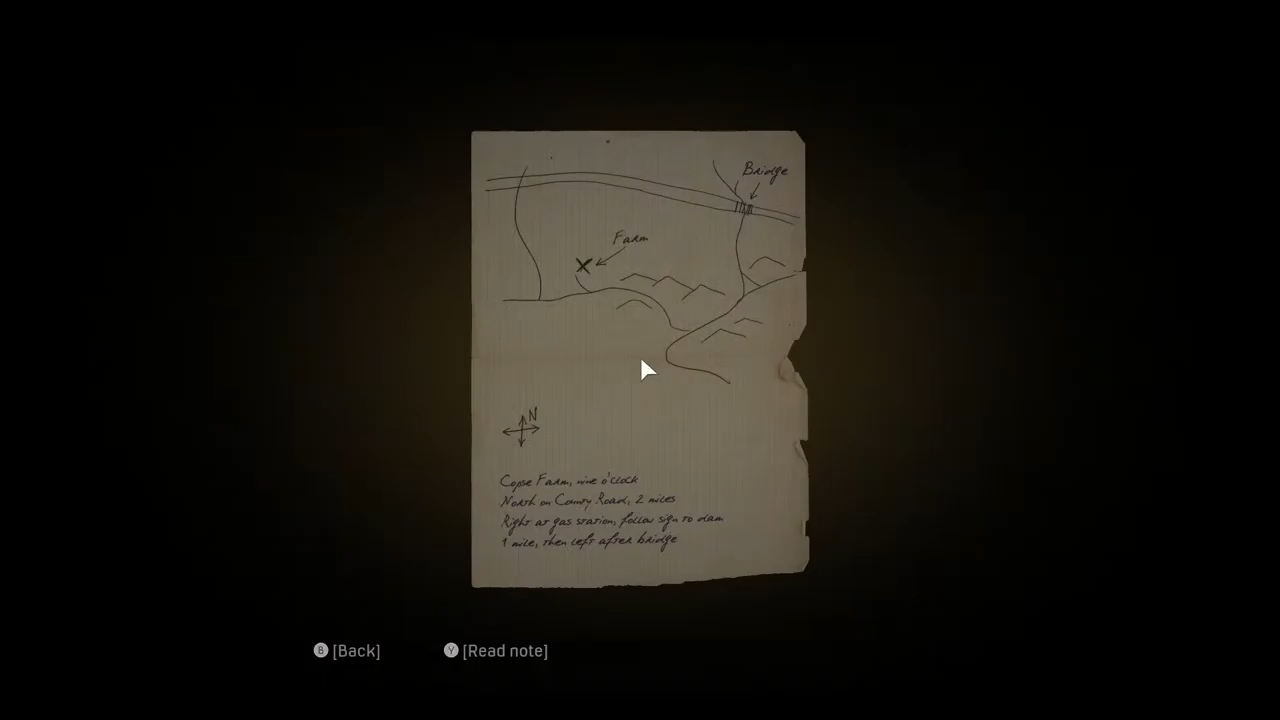 Bridge
Farm
N
Copse Farm, nine o'clock
North on County Road, 2 miles
Right at gas station, follow sign to dam
1 mile, then left after bridge
B [Back]
Y [Read note]